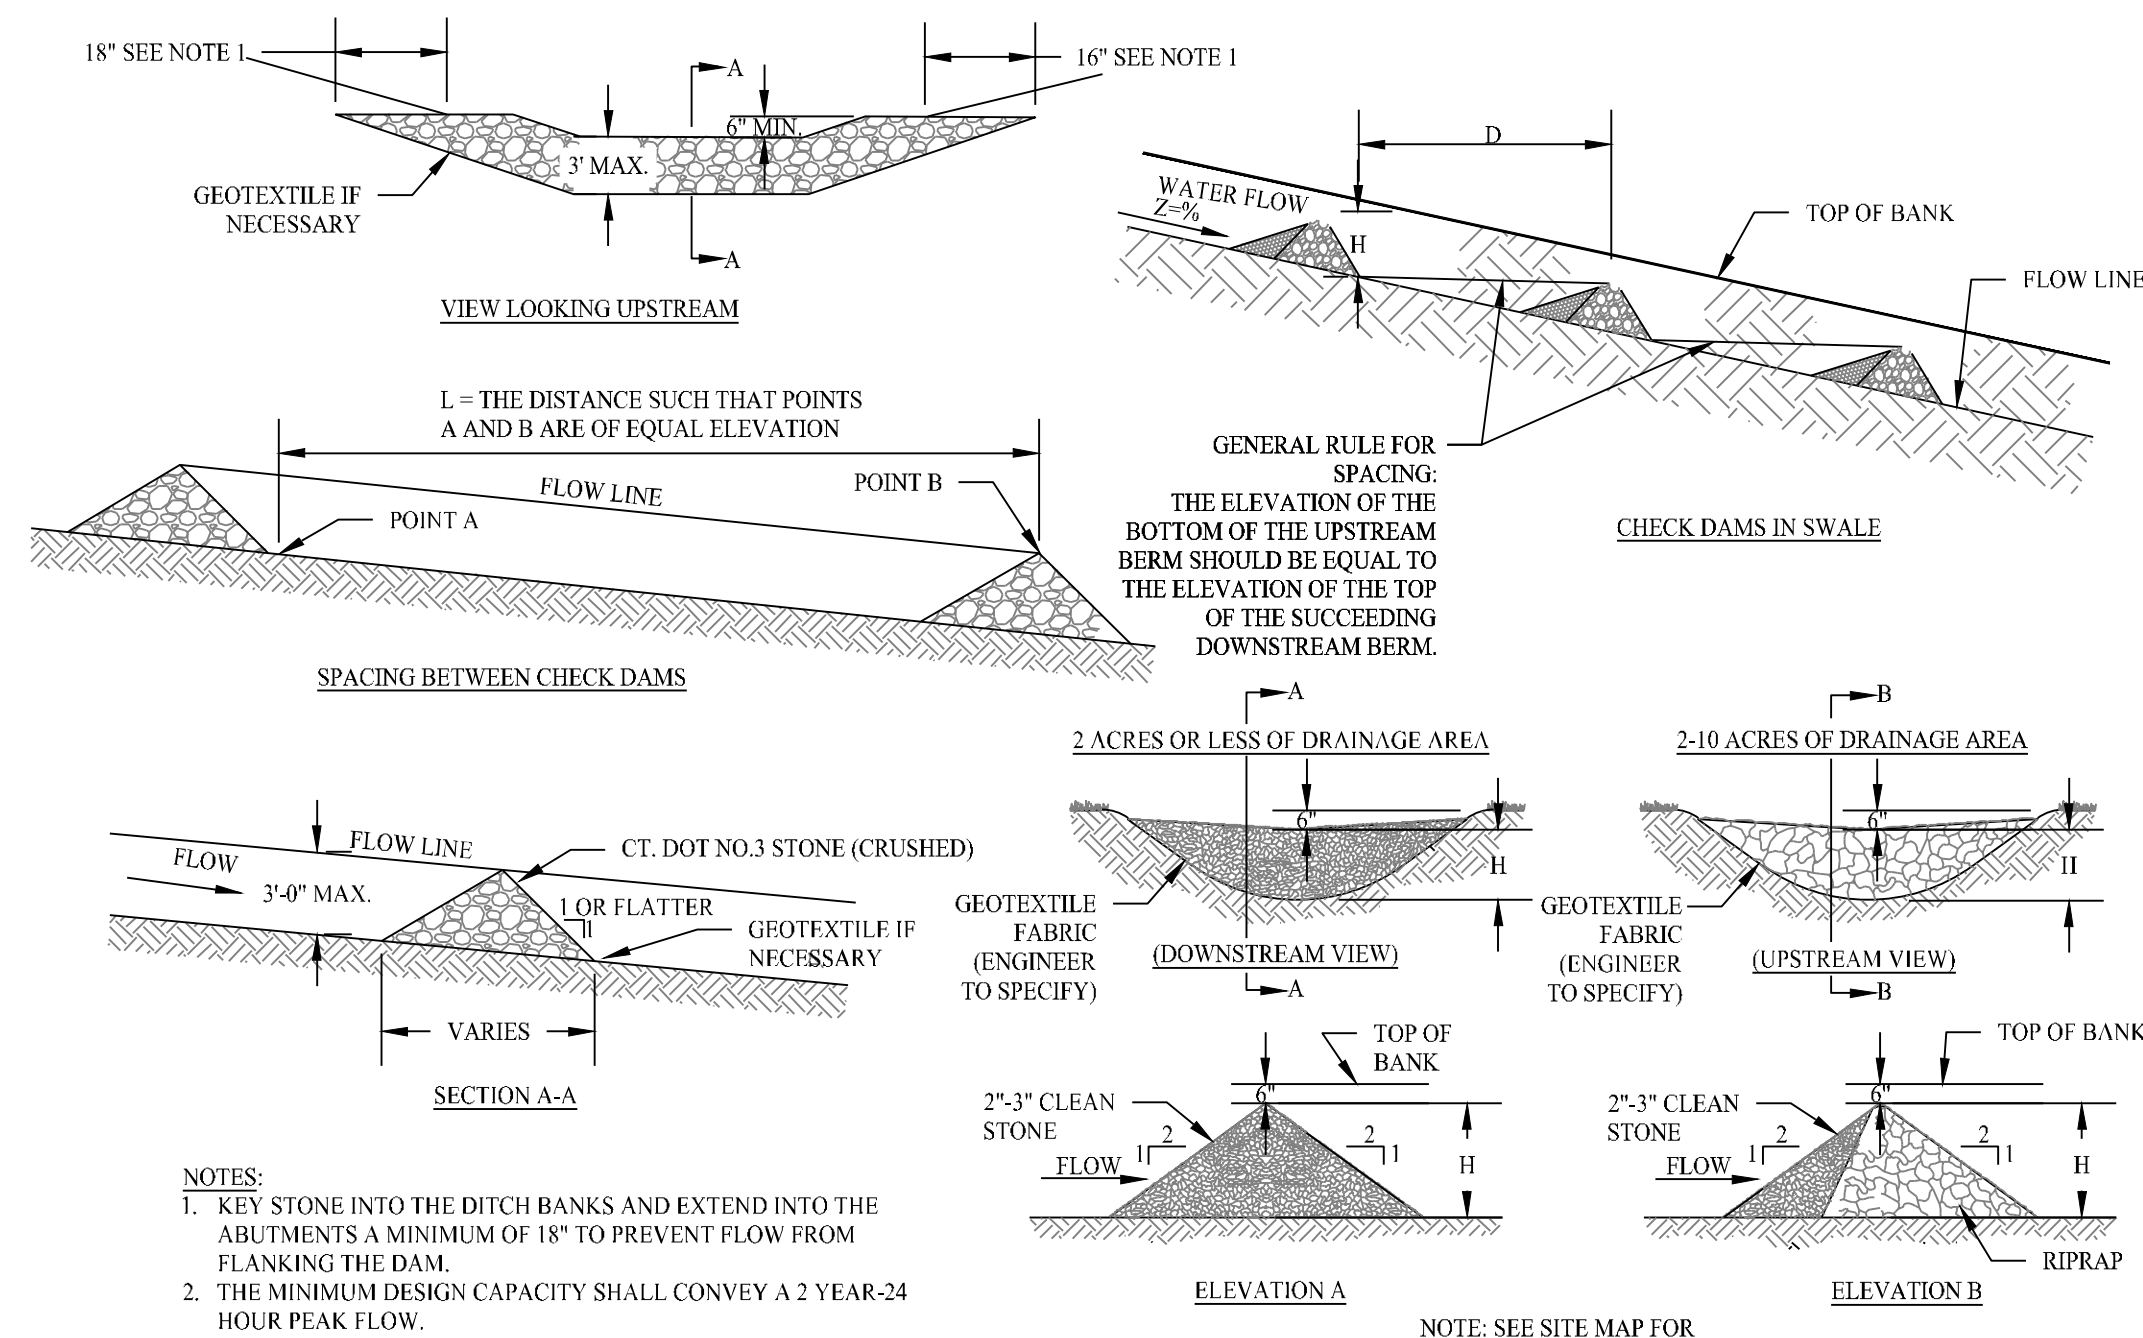 18" SEE NOTE 1
A
16" SEE NOTE 1
6" MIN.
3' MAX.
GEOTEXTILE IF
NECESSARY
A
VIEW LOOKING UPSTREAM
D
WATER FLOW
Z=%
H
TOP OF BANK
FLOW LINE
GENERAL RULE FOR
SPACING:
THE ELEVATION OF THE
BOTTOM OF THE UPSTREAM
BERM SHOULD BE EQUAL TO
THE ELEVATION OF THE TOP
OF THE SUCCEEDING
DOWNSTREAM BERM.
CHECK DAMS IN SWALE
L = THE DISTANCE SUCH THAT POINTS
A AND B ARE OF EQUAL ELEVATION
FLOW LINE
POINT B
POINT A
SPACING BETWEEN CHECK DAMS
FLOW LINE
FLOW
CT. DOT NO.3 STONE (CRUSHED)
3'-0" MAX.
1 OR FLATTER
1
GEOTEXTILE IF
NECESSARY
VARIES
SECTION A-A
A
2 ACRES OR LESS OF DRAINAGE AREA
6"
H
GEOTEXTILE
FABRIC
(ENGINEER
TO SPECIFY)
(DOWNSTREAM VIEW)
A
B
2-10 ACRES OF DRAINAGE AREA
6"
H
GEOTEXTILE
FABRIC
(ENGINEER
TO SPECIFY)
(UPSTREAM VIEW)
B
TOP OF
BANK
6"
2"-3" CLEAN
STONE
2
1
2
1
FLOW
H
ELEVATION A
TOP OF BANK
6"
2"-3" CLEAN
STONE
2
1
2
1
FLOW
H
RIPRAP
ELEVATION B
NOTES:
1. KEY STONE INTO THE DITCH BANKS AND EXTEND INTO THE
ABUTMENTS A MINIMUM OF 18" TO PREVENT FLOW FROM
FLANKING THE DAM.
2. THE MINIMUM DESIGN CAPACITY SHALL CONVEY A 2 YEAR-24
HOUR PEAK FLOW.
NOTE: SEE SITE MAP FOR